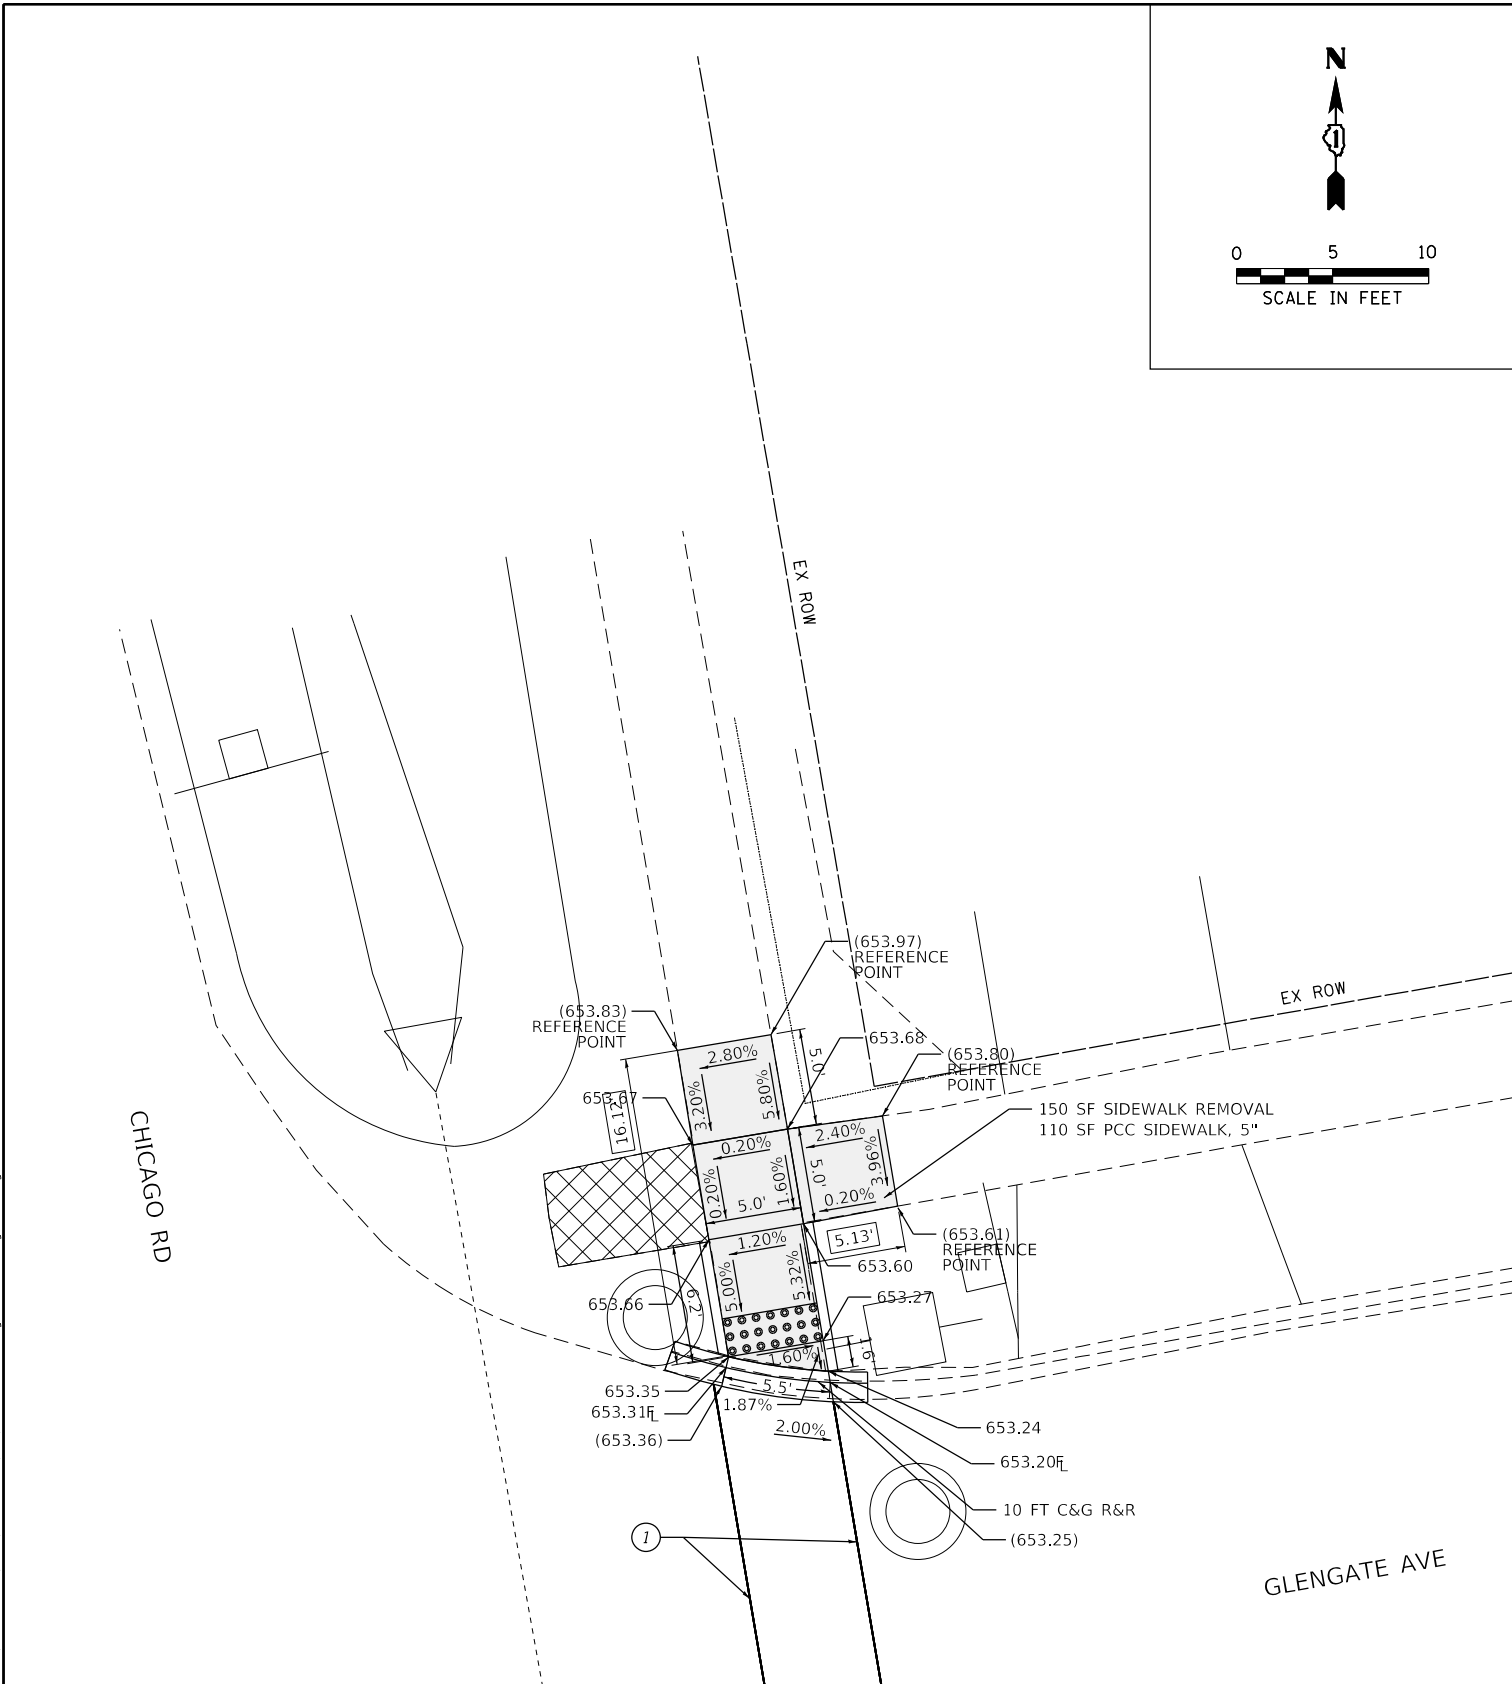 N
1
0 5 10
SCALE IN FEET
EX ROW
(653.97)
REFERENCE
POINT
EX ROW
(653.83)
REFERENCE
POINT
653.68
(653.80)
REFERENCE
POINT
2.80%
5.0'
3.20%
5.80%
653.67
16.12'
150 SF SIDEWALK REMOVAL
110 SF PCC SIDEWALK, 5"
2.40%
0.20%
5.0'
3.96%
0.20%
1.60%
0.20%
5.0'
CHICAGO RD
5.13'
(653.61)
REFERENCE
POINT
1.20%
653.60
5.00%
5.32%
6.2'
653.66
653.27
1.6'
1.60%
653.35
5.5'
653.31FL
1.87%
(653.36)
2.00%
653.24
653.20FL
10 FT C&G R&R
(653.25)
1
GLENGATE AVE